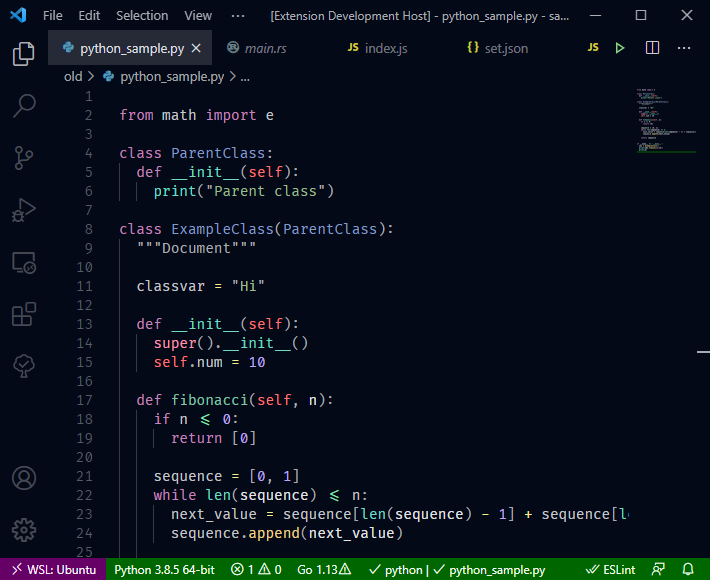 File Edit Selection View ··· [Extension Development Host] - python_sample.py - sa...
python_sample.py main.rs JS index.js {} set.json JS ···
old > python_sample.py > ...
1
2 from math import e
3
4 class ParentClass:
5 def __init__(self):
6 print("Parent class")
7
8 class ExampleClass(ParentClass):
9 """Document"""
10
11 classvar = "Hi"
12
13 def __init__(self):
14 super().__init__()
15 self.num = 10
16
17 def fibonacci(self, n):
18 if n ⩽ 0:
19 return [0]
20
21 sequence = [0, 1]
22 while len(sequence) ⩽ n:
23 next_value = sequence[len(sequence) - 1] + sequence[le
24 sequence.append(next_value)
25
WSL: Ubuntu Python 3.8.5 64-bit 1 0 Go 1.13 python | python_sample.py ESLint